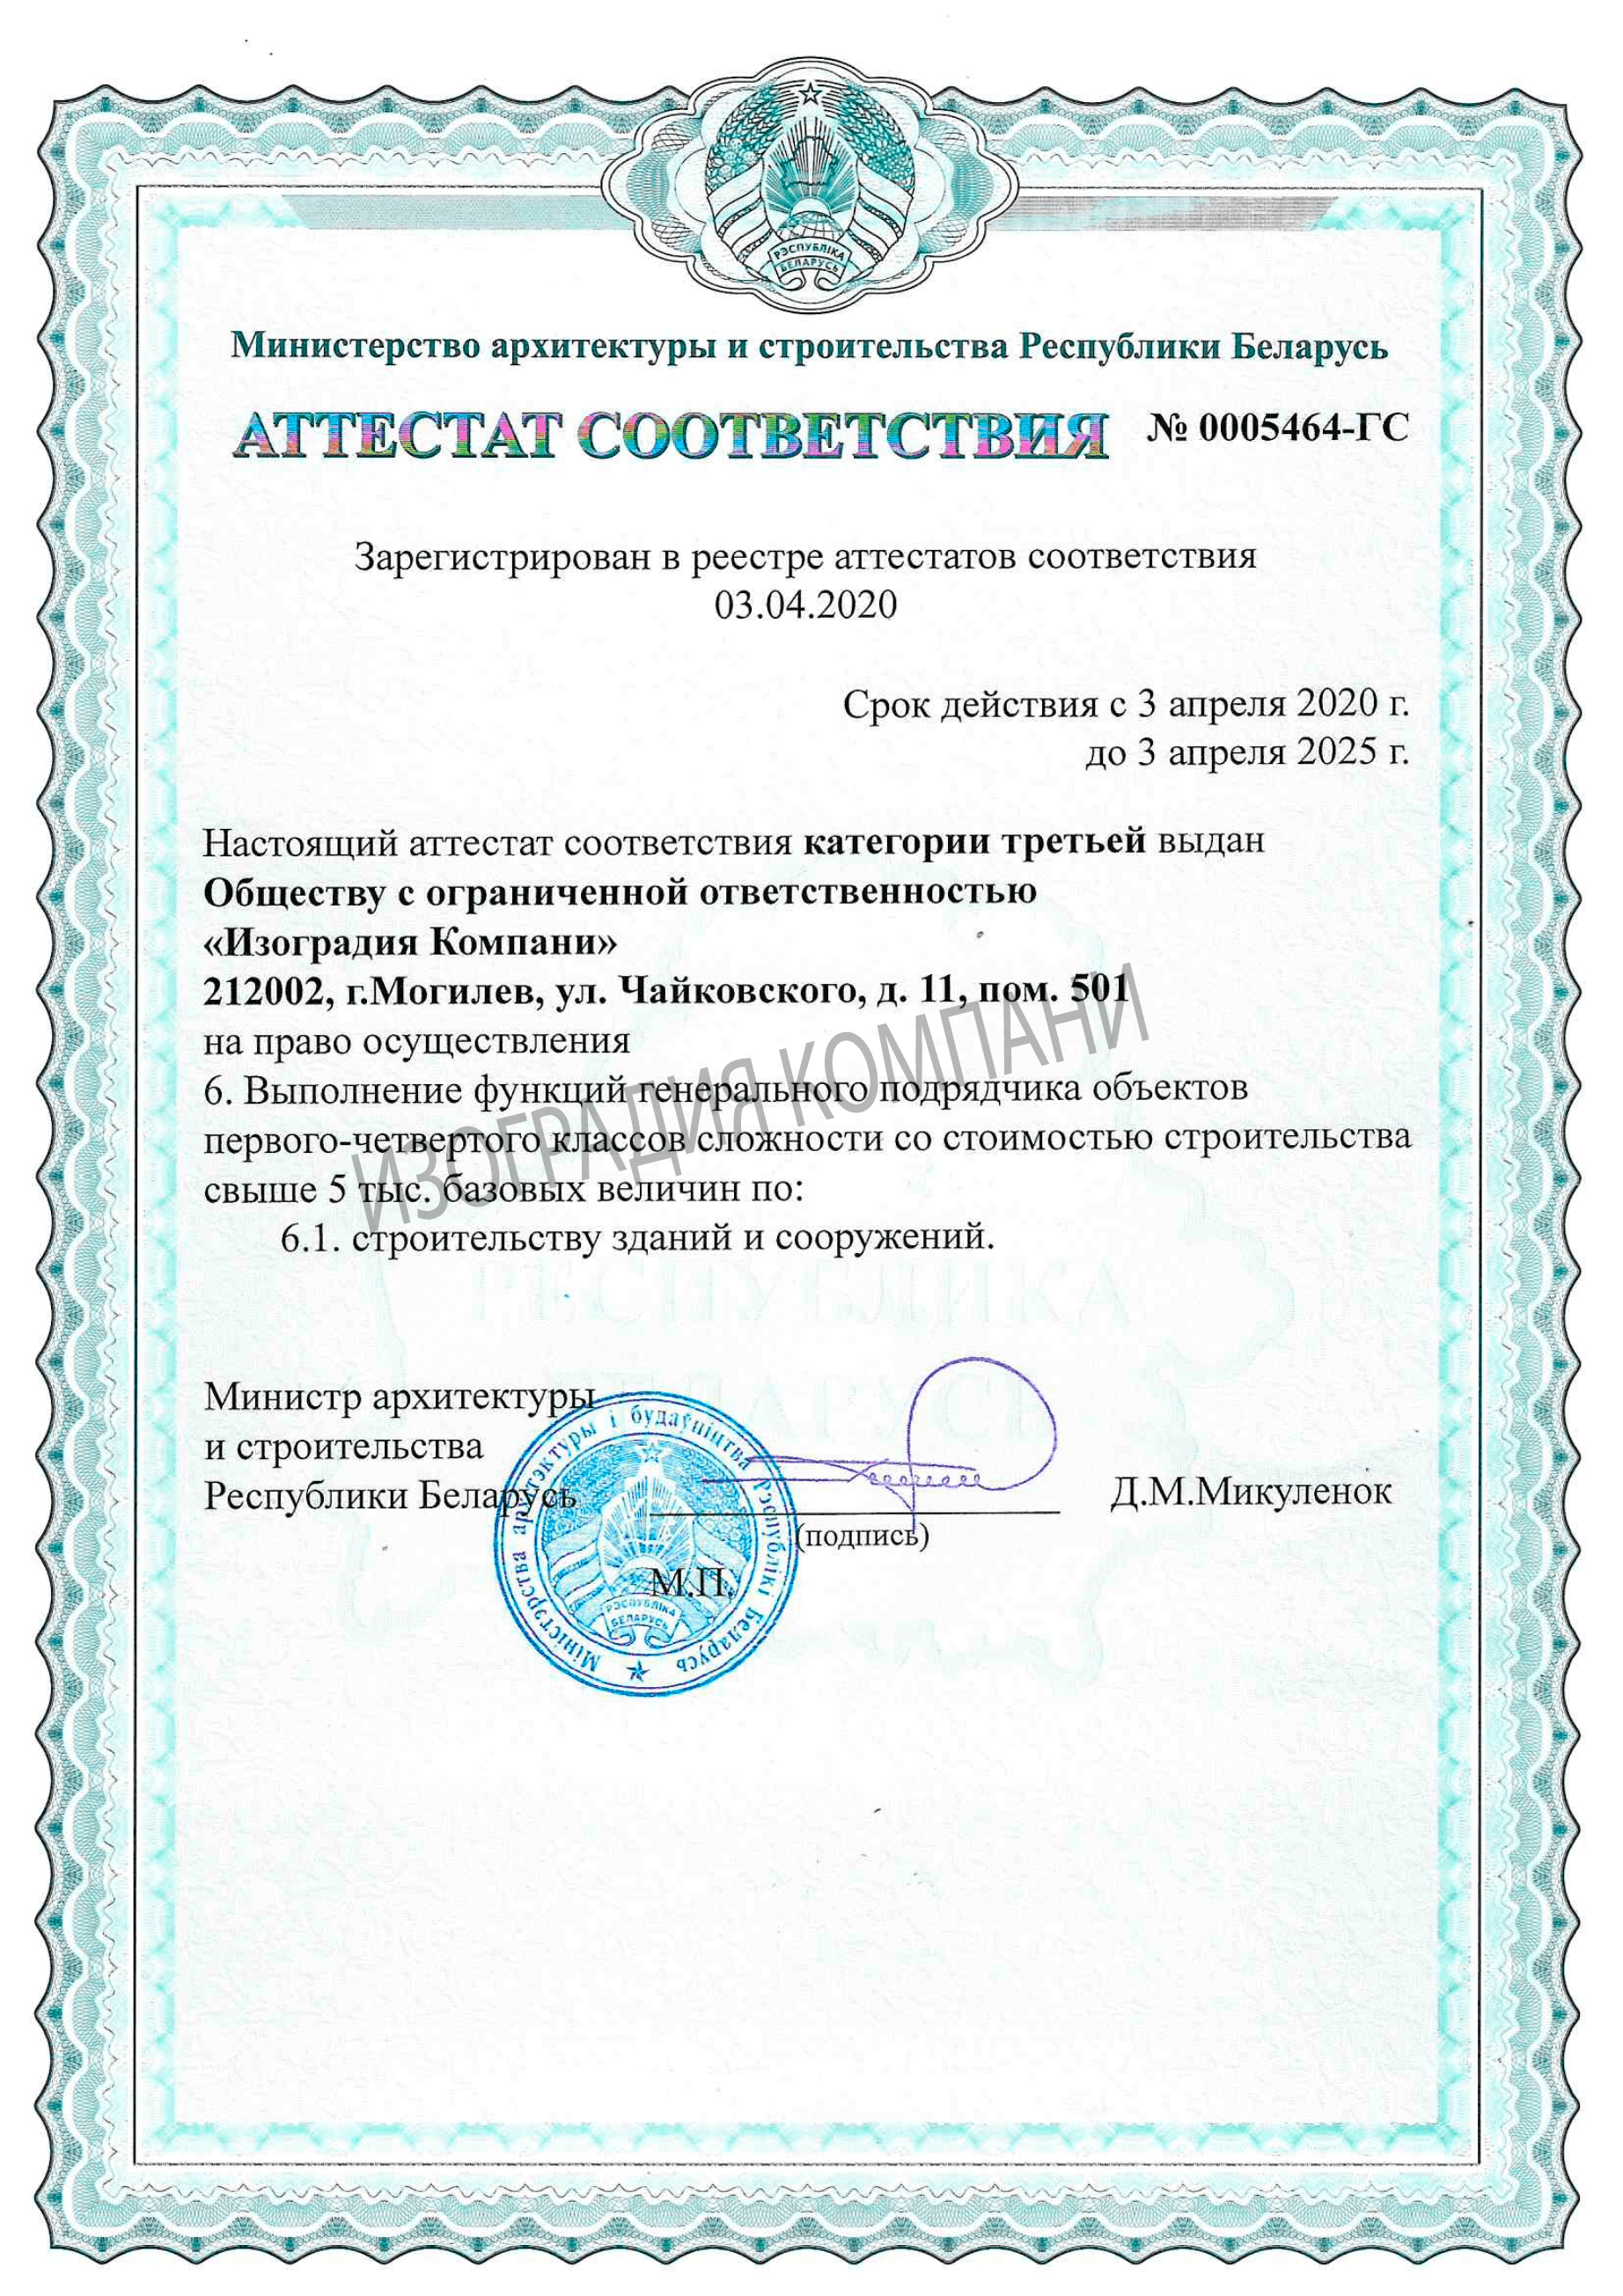 РЭСПУБЛІКА
БЕЛАРУСЬ
Министерство архитектуры и строительства Республики Беларусь
АТТЕСТАТ СООТВЕТСТВИЯ № 0005464-ГС
Зарегистрирован в реестре аттестатов соответствия
03.04.2020
Срок действия с 3 апреля 2020 г.
до 3 апреля 2025 г.
Настоящий аттестат соответствия категории третьей выдан
Обществу с ограниченной ответственностью
«Изоградия Компани»
212002, г.Могилев, ул. Чайковского, д. 11, пом. 501
на право осуществления
6. Выполнение функций генерального подрядчика объектов
первого-четвертого классов сложности со стоимостью строительства
свыше 5 тыс. базовых величин по:
6.1. строительству зданий и сооружений.
ИЗОГРАДИЯ КОМПАНИ
РЕСПУБЛИКА
БЕЛАРУСЬ
Министр архитектуры
и строительства
Республики Беларусь
Д.М.Микуленок
(подпись)
М.П.
Міністэрства архітэктуры і будаўніцтва Рэспублікі Беларусь
РЭСПУБЛІКА
БЕЛАРУСЬ